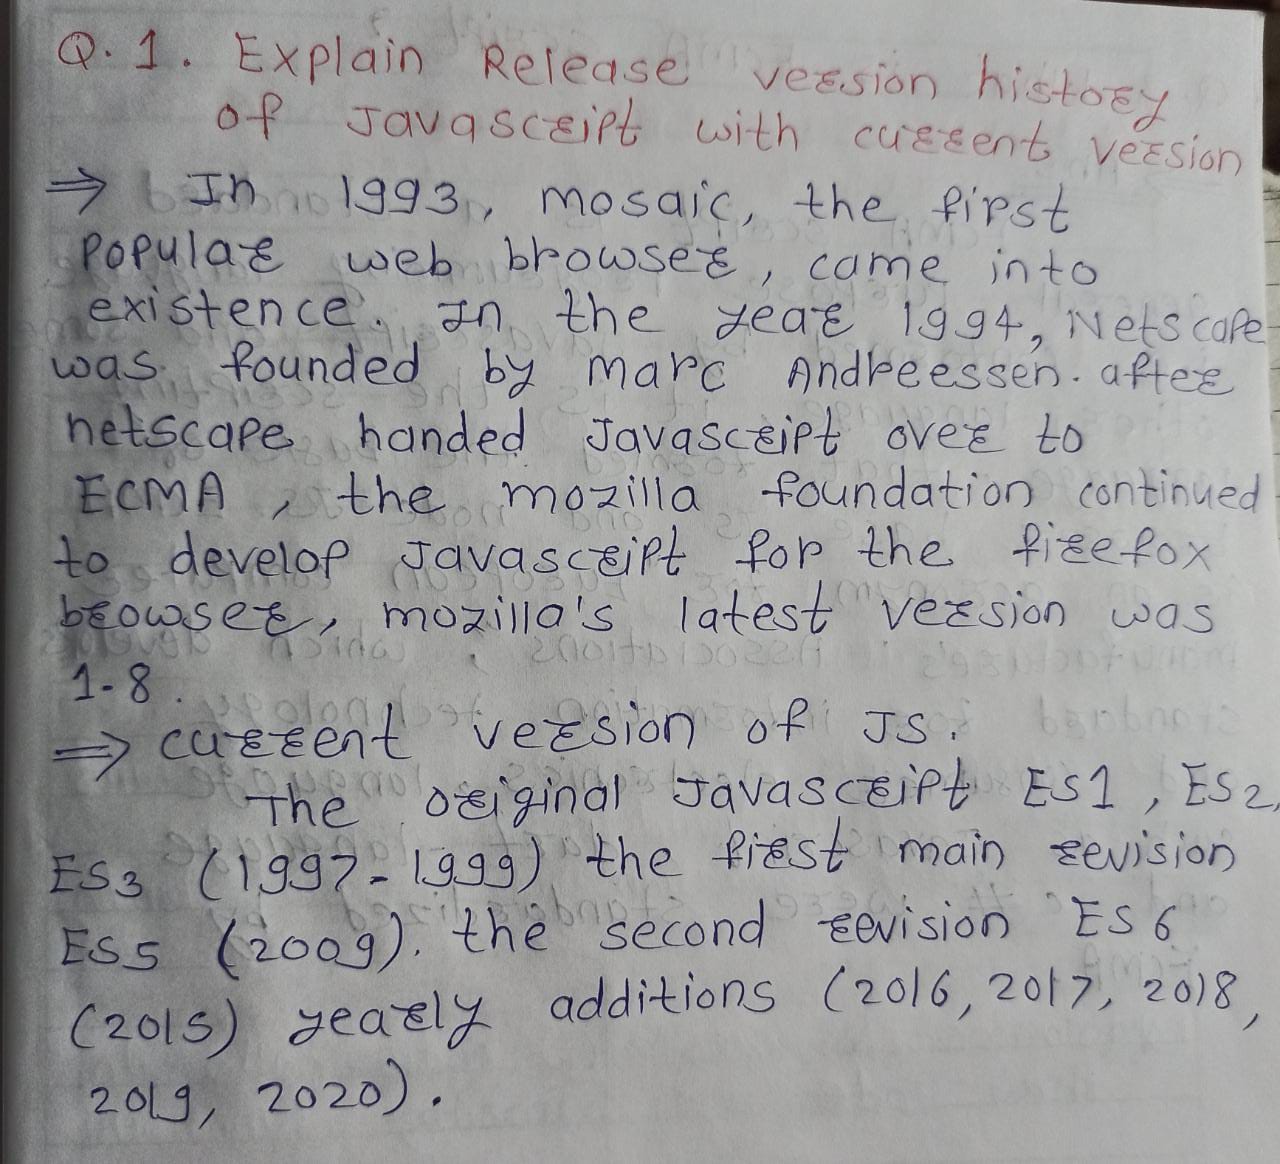 Q. 1. Explain Release version history
of Javascript with current version
⇒ In 1993, mosaic, the first
Popular web browser, came into
existence. In the year 1994, Netscape
was founded by Marc Andreessen. after
netscape handed Javascript over to
ECMA, the mozilla foundation continued
to develop Javascript for the firefox
browser, mozilla's latest version was
1-8.
⇒ current version of JS.
The original Javascript ES1, ES2,
ES3 (1997-1999) the first main revision
ES5 (2009). the second revision ES6
(2015) yearly additions (2016, 2017, 2018,
2019, 2020).